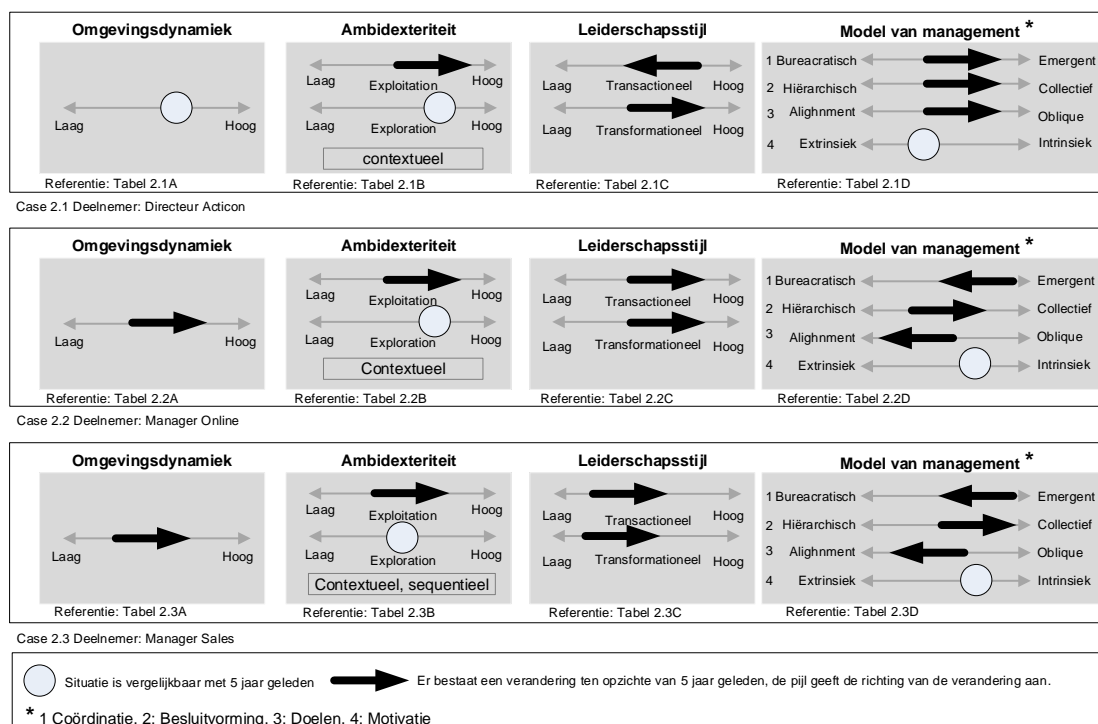 Omgevingsdynamiek Ambidexteriteit Leiderschapsstijl Model van management *
Laag Hoog
Laag Exploitation Hoog
Laag Exploration Hoog
contextueel
Laag Transactioneel Hoog
Laag Transformationeel Hoog
1 Bureacratisch Emergent
2 Hiërarchisch Collectief
3 Alighnment Oblique
4 Extrinsiek Intrinsiek
Referentie: Tabel 2.1A Referentie: Tabel 2.1B Referentie: Tabel 2.1C Referentie: Tabel 2.1D
Case 2.1 Deelnemer: Directeur Acticon
Omgevingsdynamiek Ambidexteriteit Leiderschapsstijl Model van management *
Laag Hoog
Laag Exploitation Hoog
Laag Exploration Hoog
Contextueel
Laag Transactioneel Hoog
Laag Transformationeel Hoog
1 Bureacratisch Emergent
2 Hiërarchisch Collectief
3 Alighnment Oblique
4 Extrinsiek Intrinsiek
Referentie: Tabel 2.2A Referentie: Tabel 2.2B Referentie: Tabel 2.2C Referentie: Tabel 2.2D
Case 2.2 Deelnemer: Manager Online
Omgevingsdynamiek Ambidexteriteit Leiderschapsstijl Model van management *
Laag Hoog
Laag Exploitation Hoog
Laag Exploration Hoog
Contextueel, sequentieel
Laag Transactioneel Hoog
Laag Transformationeel Hoog
1 Bureacratisch Emergent
2 Hiërarchisch Collectief
3 Alighnment Oblique
4 Extrinsiek Intrinsiek
Referentie: Tabel 2.3A Referentie: Tabel 2.3B Referentie: Tabel 2.3C Referentie: Tabel 2.3D
Case 2.3 Deelnemer: Manager Sales
Situatie is vergelijkbaar met 5 jaar geleden Er bestaat een verandering ten opzichte van 5 jaar geleden, de pijl geeft de richting van de verandering aan.
* 1 Coördinatie, 2: Besluitvorming, 3: Doelen, 4: Motivatie